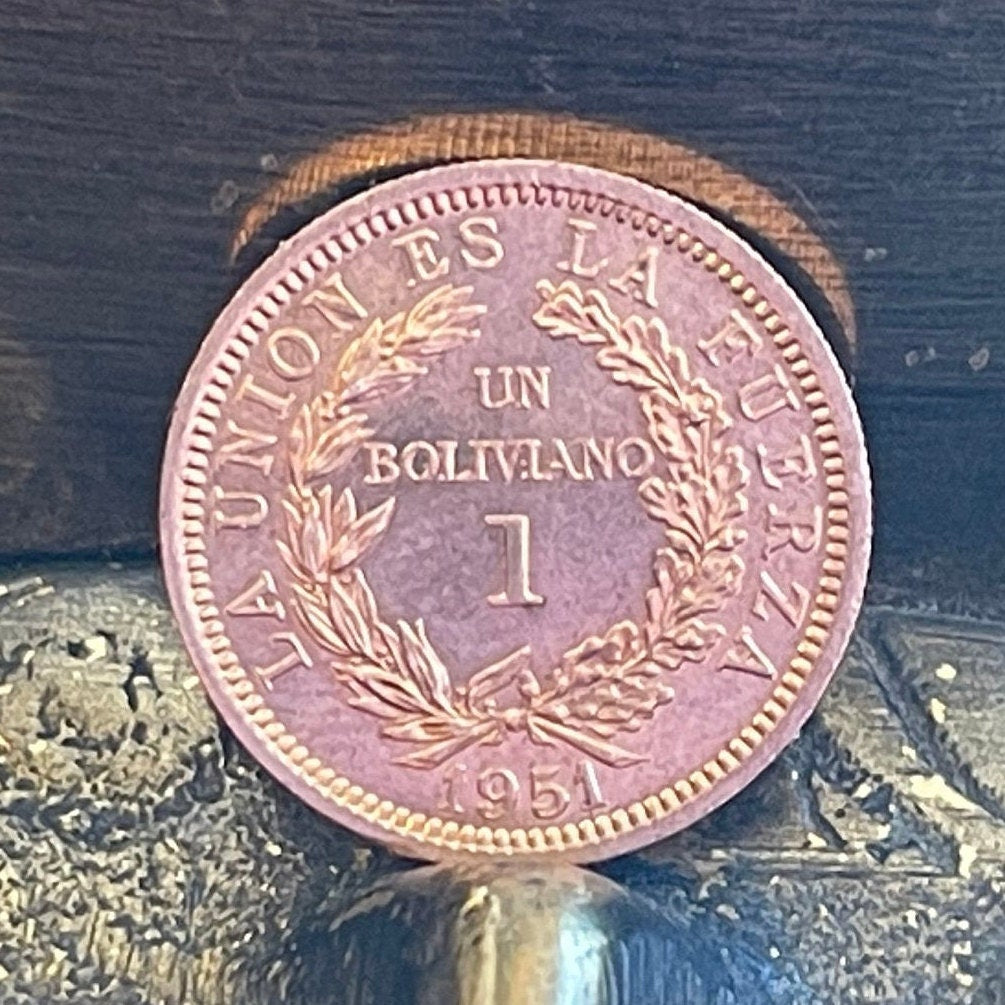 LA UNION ES LA FUERZA
UN
BOLIVIANO
1
1951